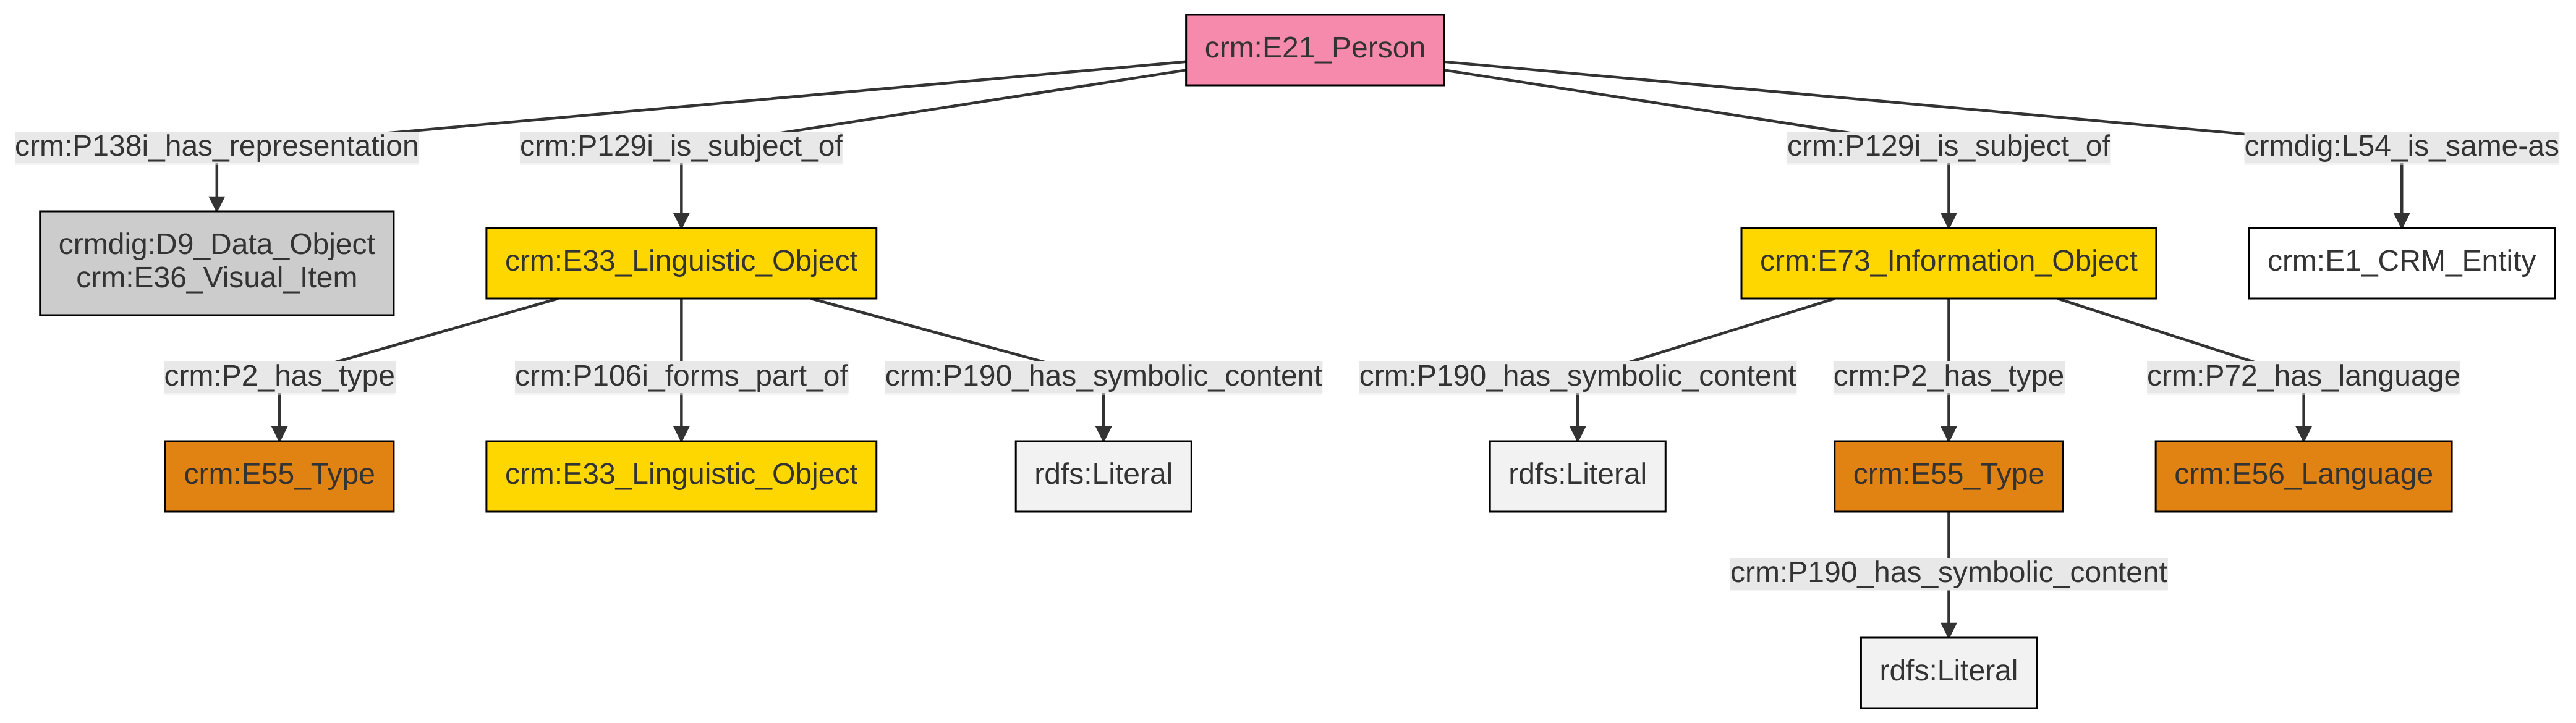 crm:E21_Person
crm:P138i_has_representation
crm:P129i_is_subject_of
crm:P129i_is_subject_of
crmdig:L54_is_same-as
crmdig:D9_Data_Object
crm:E36_Visual_Item
crm:E33_Linguistic_Object
crm:E73_Information_Object
crm:E1_CRM_Entity
crm:P2_has_type
crm:P106i_forms_part_of
crm:P190_has_symbolic_content
crm:P190_has_symbolic_content
crm:P2_has_type
crm:P72_has_language
crm:E55_Type
crm:E33_Linguistic_Object
rdfs:Literal
rdfs:Literal
crm:E55_Type
crm:E56_Language
crm:P190_has_symbolic_content
rdfs:Literal